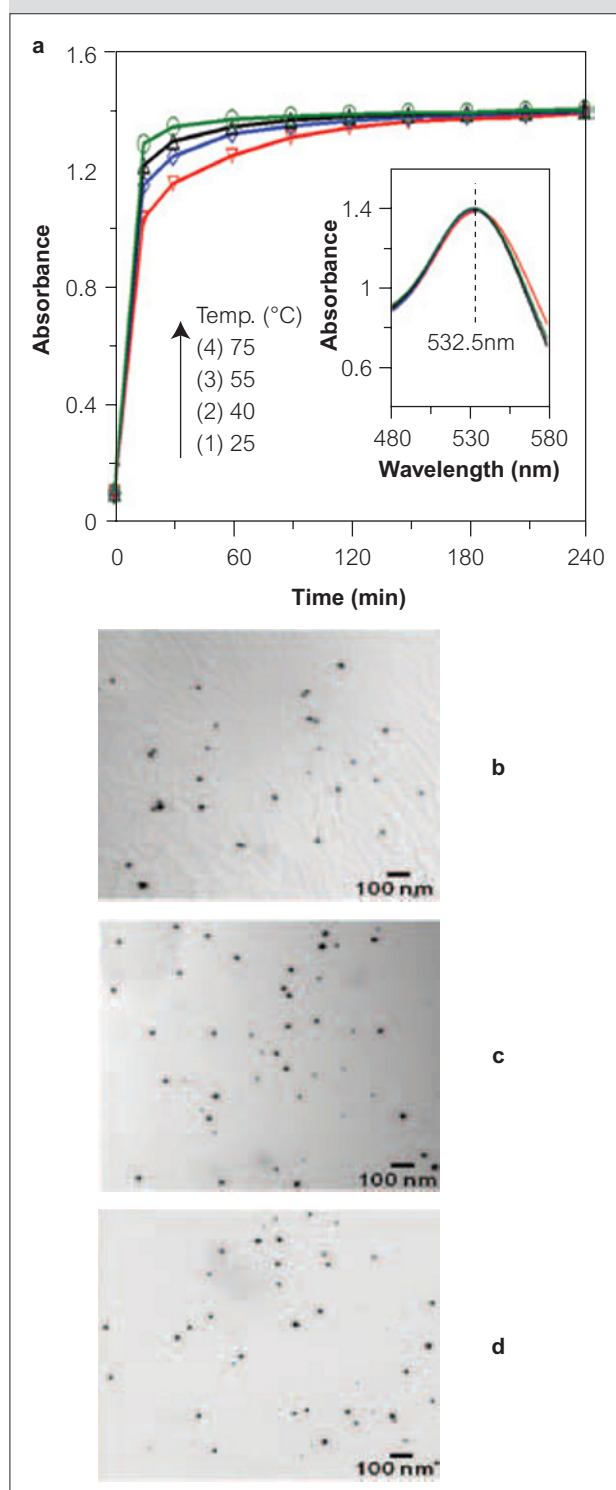 a
1.6
1.2
0.8
0.4
0
Absorbance
Temp. (°C)
(4) 75
(3) 55
(2) 40
(1) 25
0 60 120 180 240
Time (min)
1.4
1
0.6
Absorbance
532.5nm
480 530 580
Wavelength (nm)
b
100 nm
c
100 nm
d
100 nm